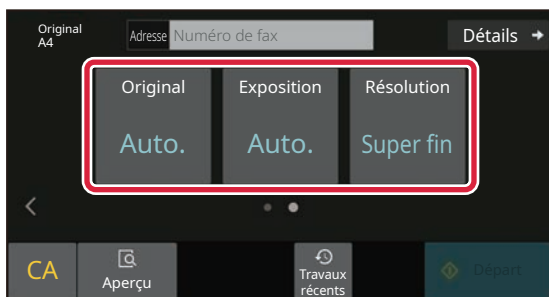 Original
A4
Adresse Numéro de fax
Détails
Original
Exposition
Résolution
Auto.
Auto.
Super fin
CA
Aperçu
Travaux
récents
Départ